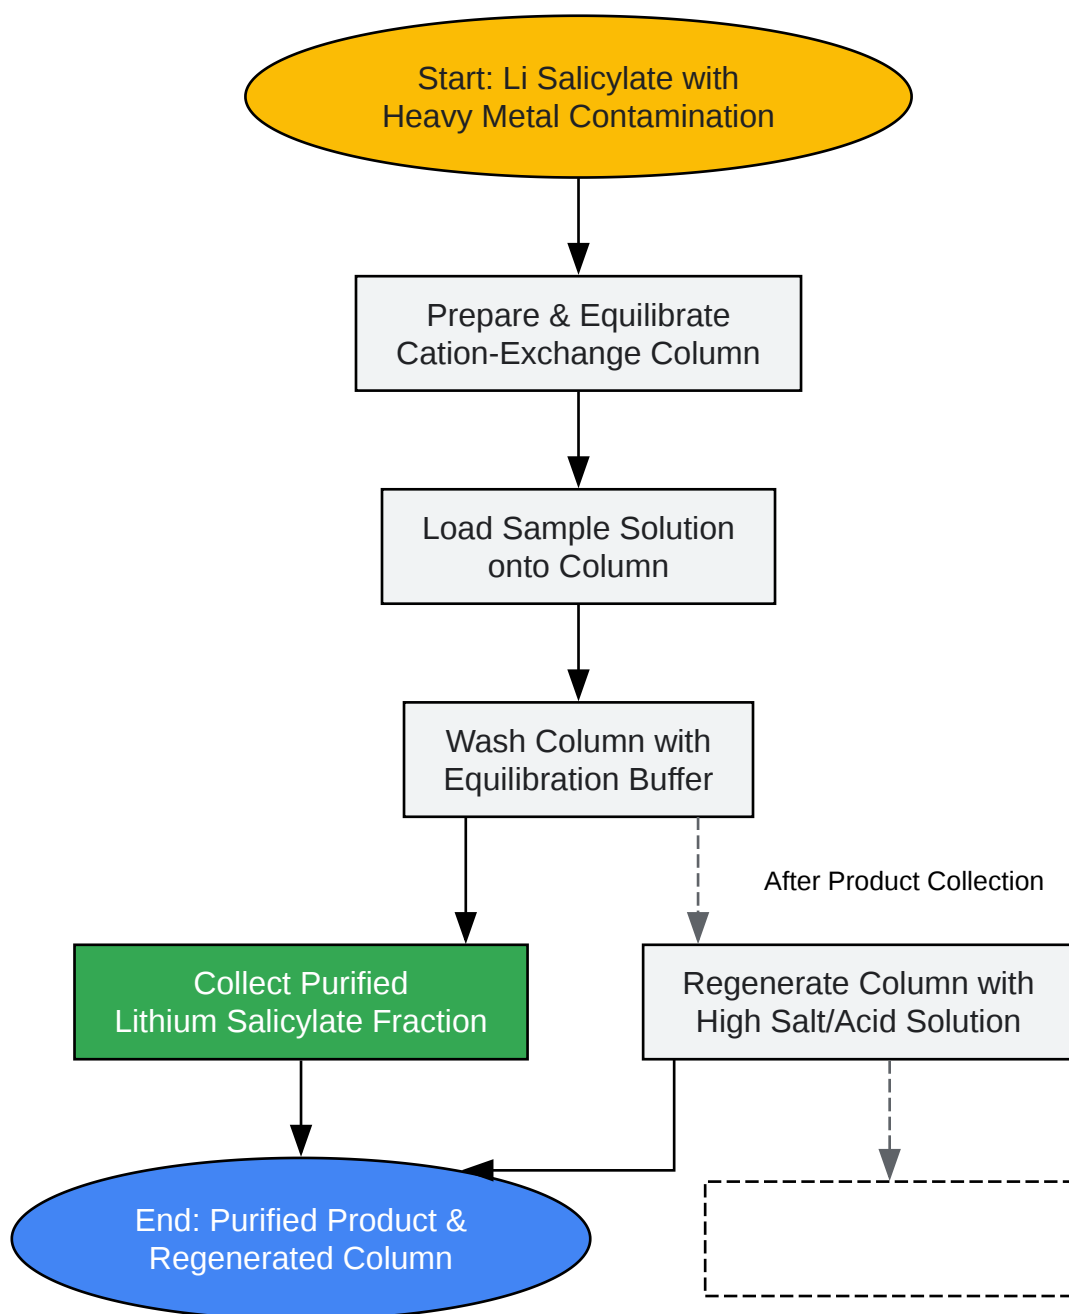 Start: Li Salicylate with
Heavy Metal Contamination
Prepare & Equilibrate
Cation-Exchange Column
Load Sample Solution
onto Column
Wash Column with
Equilibration Buffer
After Product Collection
Collect Purified
Lithium Salicylate Fraction
Regenerate Column with
High Salt/Acid Solution
End: Purified Product &
Regenerated Column